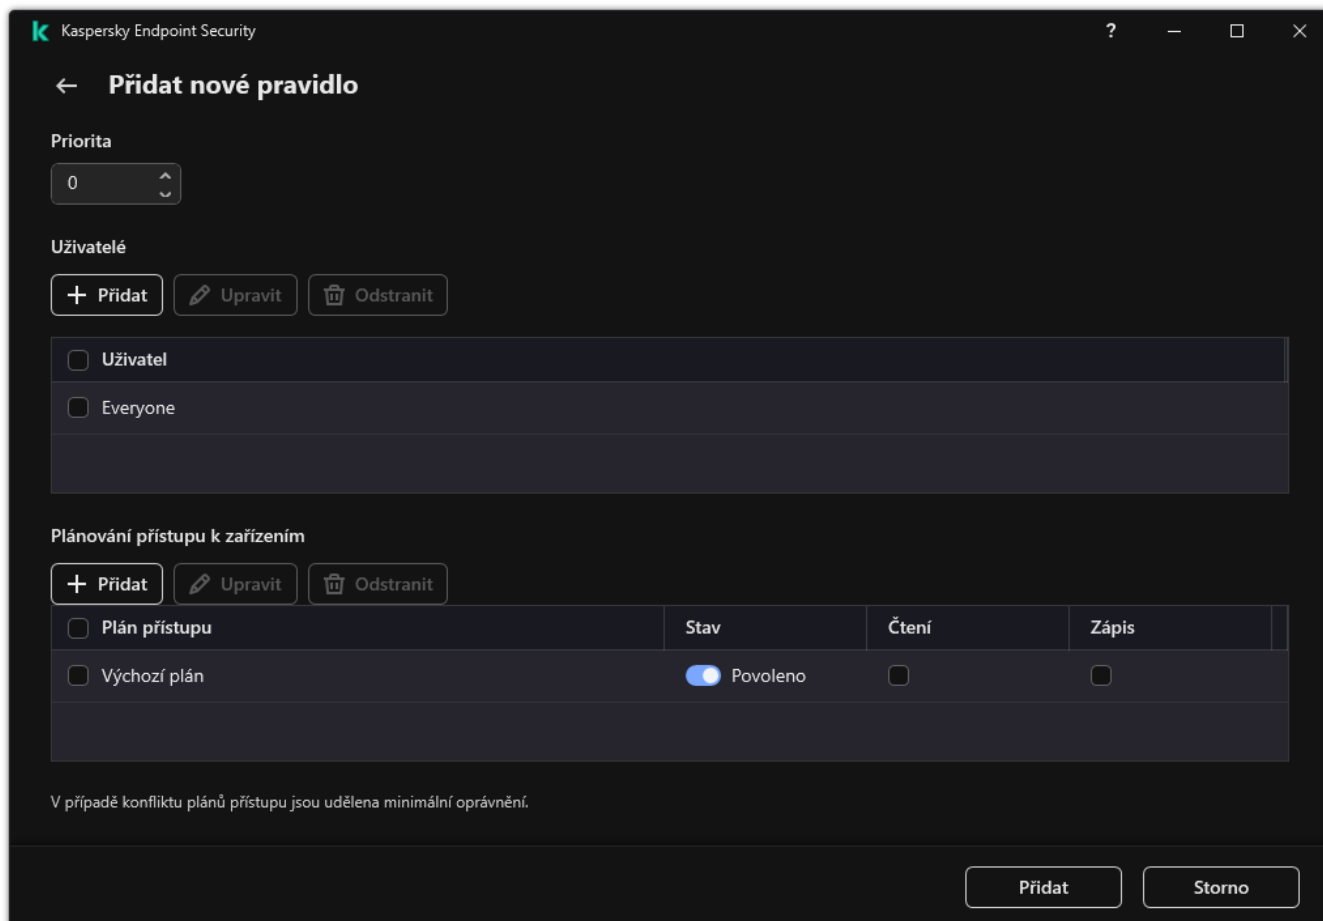 Kaspersky Endpoint Security ?
Přidat nové pravidlo
Priorita
0
Uživatelé
Přidat Upravit Odstranit
Uživatel
Everyone
Plánování přístupu k zařízením
Přidat Upravit Odstranit
Plán přístupu Stav Čtení Zápis
Výchozí plán Povoleno
V případě konfliktu plánů přístupu jsou udělena minimální oprávnění.
Přidat Storno